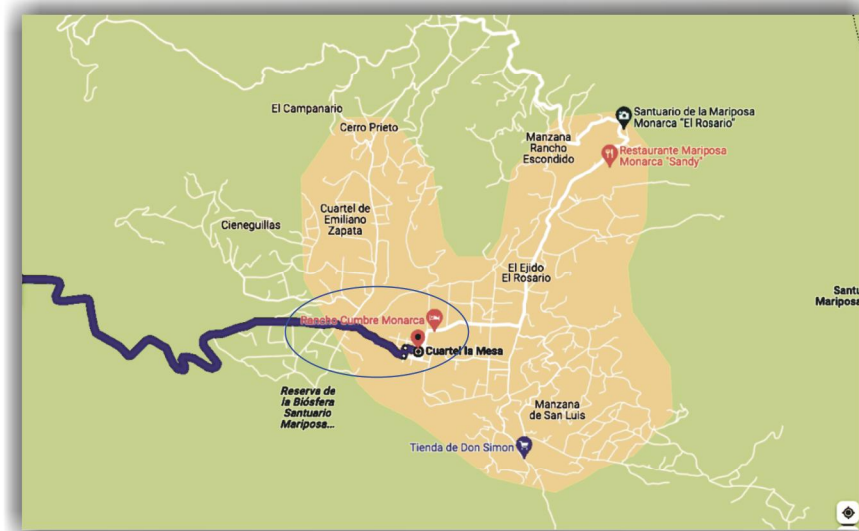 El Campanario
Cerro Prieto
Santuario de la Mariposa
Monarca "El Rosario"
Manzana
Rancho
Escondido
Restaurante Mariposa
Monarca "Sandy"
Cuartel de
Emiliano
Zapata
Cieneguillas
El Ejido
El Rosario
Santu
Mariposa
Rancho Cumbre Monarca
Cuartel la Mesa
Reserva de
la Biósfera
Santuario
Mariposa...
Manzana
de San Luis
Tienda de Don Simon